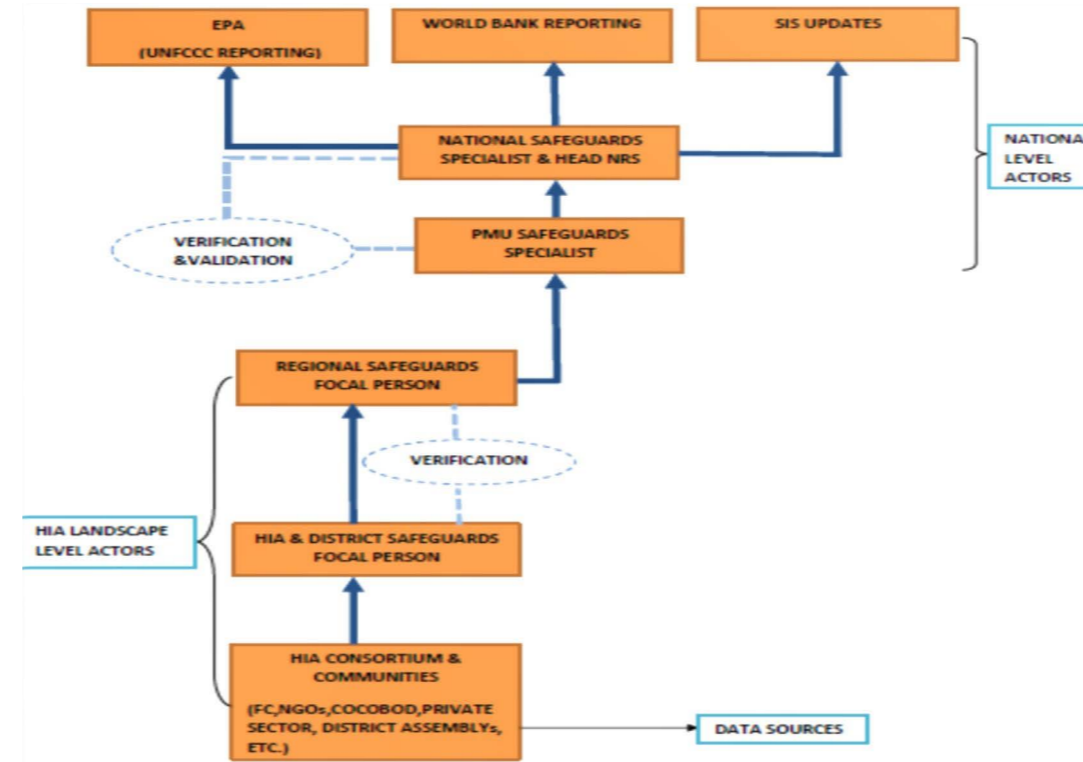 EPA
(UNFCCC REPORTING)
WORLD BANK REPORTING
SIS UPDATES
NATIONAL SAFEGUARDS
SPECIALIST & HEAD NRS
NATIONA
LEVEL
ACTORS
VERIFICATION
&VALIDATION
PMU SAFEGUARDS
SPECIALIST
REGIONAL SAFEGUARDS
FOCAL PERSON
VERIFICATION
HIA LANDSCAPE
LEVEL ACTORS
HIA & DISTRICT SAFEGUARDS
FOCAL PERSON
HIA CONSORTIUM &
COMMUNITIES
(FC,NGOs,COCOBOD,PRIVATE
SECTOR, DISTRICT ASSEMBLYs,
ETC.)
DATA SOURCES